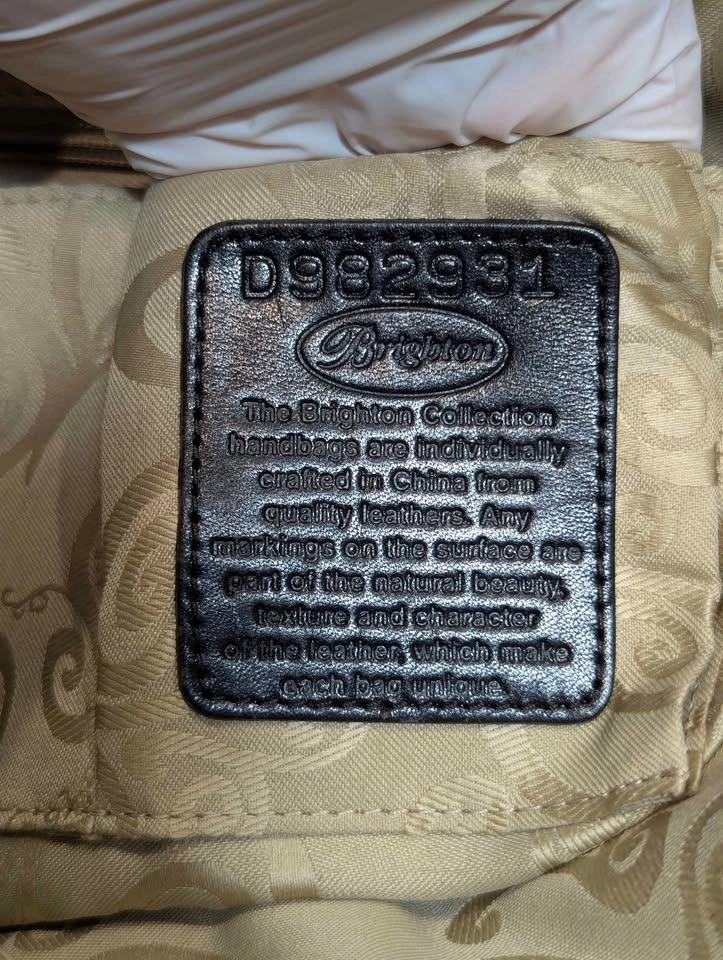 D982931
Brighton
The Brighton Collection
handbags are individually
crafted in China from
quality leathers. Any
markings on the surface are
part of the natural beauty,
texture and character
of the leather, which make
each bag unique.